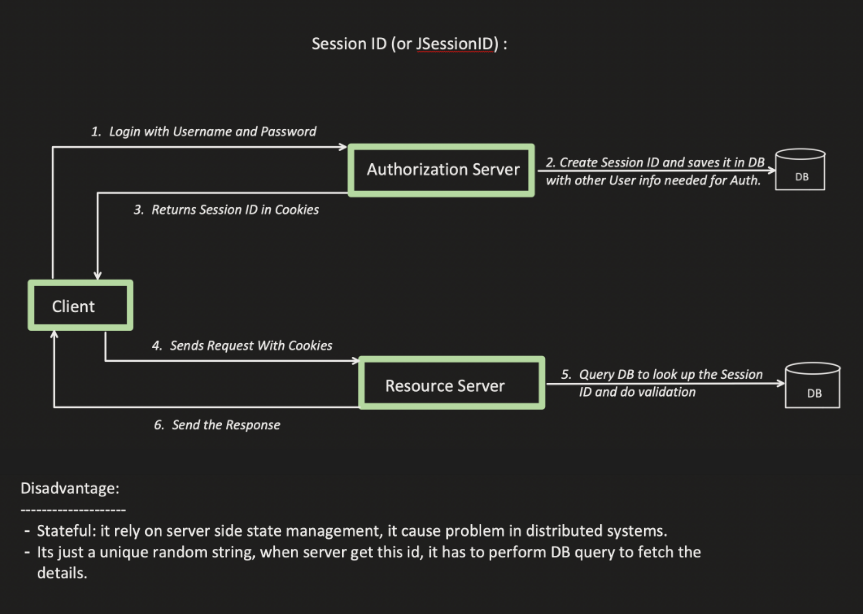 Session ID (or JSessionID) :
1. Login with Username and Password
Authorization Server
2. Create Session ID and saves it in DB
with other User info needed for Auth.
DB
3. Returns Session ID in Cookies
Client
4. Sends Request With Cookies
Resource Server
5. Query DB to look up the Session
ID and do validation
DB
6. Send the Response
Disadvantage:
--------------------
- Stateful: it rely on server side state management, it cause problem in distributed systems.
- Its just a unique random string, when server get this id, it has to perform DB query to fetch the
details.